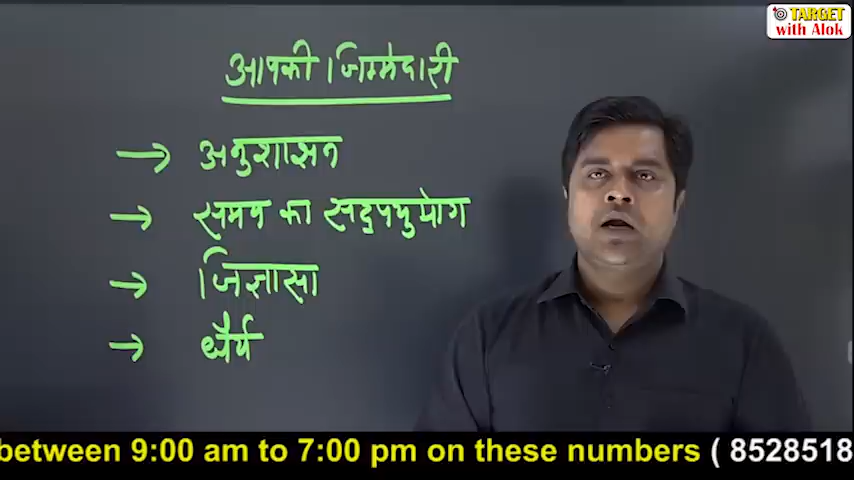 TARGET
with Alok
आपकी जिम्मेदारी
→ अनुशासन
→ समय का सदुपयुयोग
→ जिज्ञासा
→ धैर्य
between 9:00 am to 7:00 pm on these numbers ( 8528518